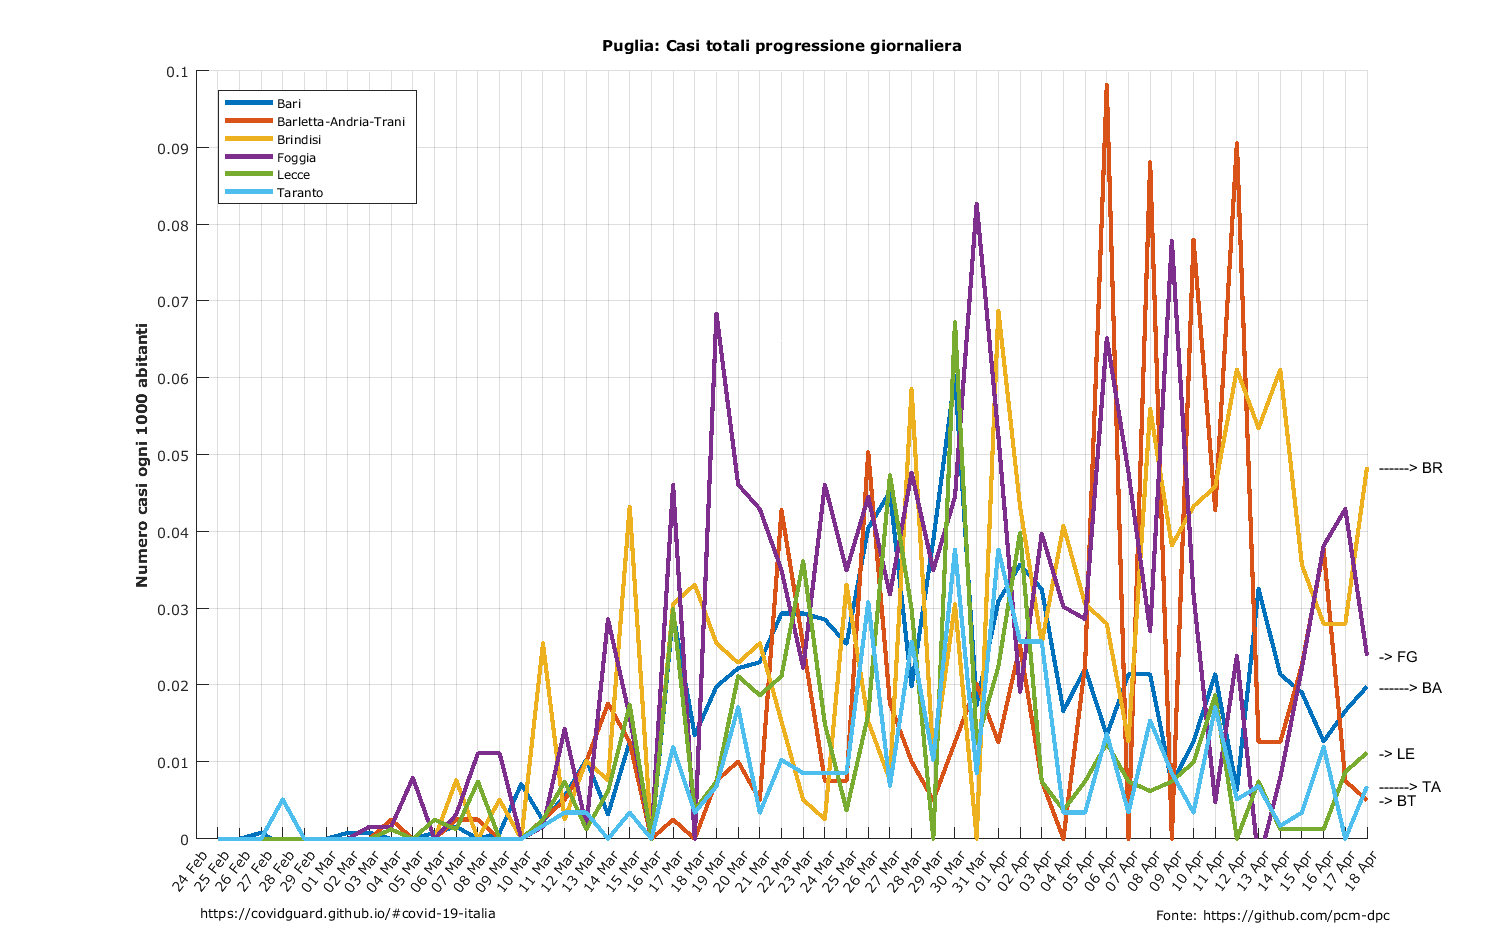 Puglia: Casi totali progressione giornaliera
Numero casi ogni 1000 abitanti
0.1
0.09
0.08
0.07
0.06
0.05
0.04
0.03
0.02
0.01
0
Bari
Barletta-Andria-Trani
Brindisi
Foggia
Lecce
Taranto
------> BR
-> FG
------> BA
-> LE
------> TA
-> BT
24 Feb
25 Feb
26 Feb
27 Feb
28 Feb
29 Feb
01 Mar
02 Mar
03 Mar
04 Mar
05 Mar
06 Mar
07 Mar
08 Mar
09 Mar
10 Mar
11 Mar
12 Mar
13 Mar
14 Mar
15 Mar
16 Mar
17 Mar
18 Mar
19 Mar
20 Mar
21 Mar
22 Mar
23 Mar
24 Mar
25 Mar
26 Mar
27 Mar
28 Mar
29 Mar
30 Mar
31 Mar
01 Apr
02 Apr
03 Apr
04 Apr
05 Apr
06 Apr
07 Apr
08 Apr
09 Apr
10 Apr
11 Apr
12 Apr
13 Apr
14 Apr
15 Apr
16 Apr
17 Apr
18 Apr
https://covidguard.github.io/#covid-19-italia
Fonte: https://github.com/pcm-dpc